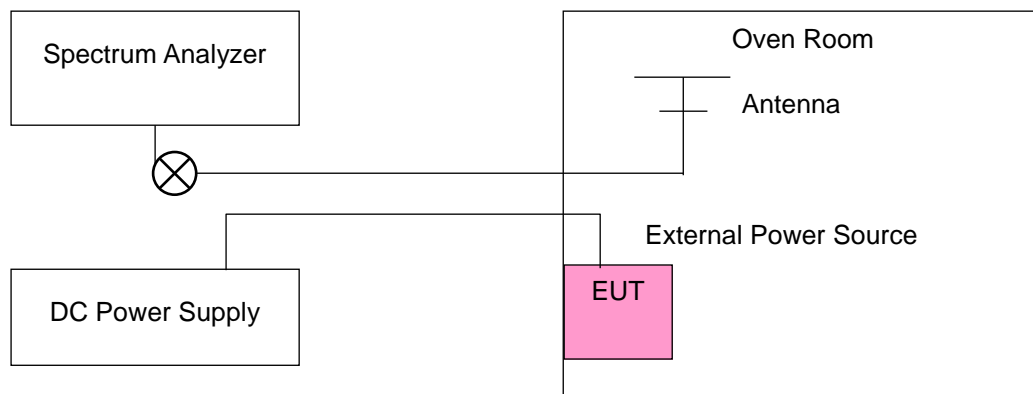 Spectrum Analyzer
Oven Room
Antenna
External Power Source
DC Power Supply
EUT